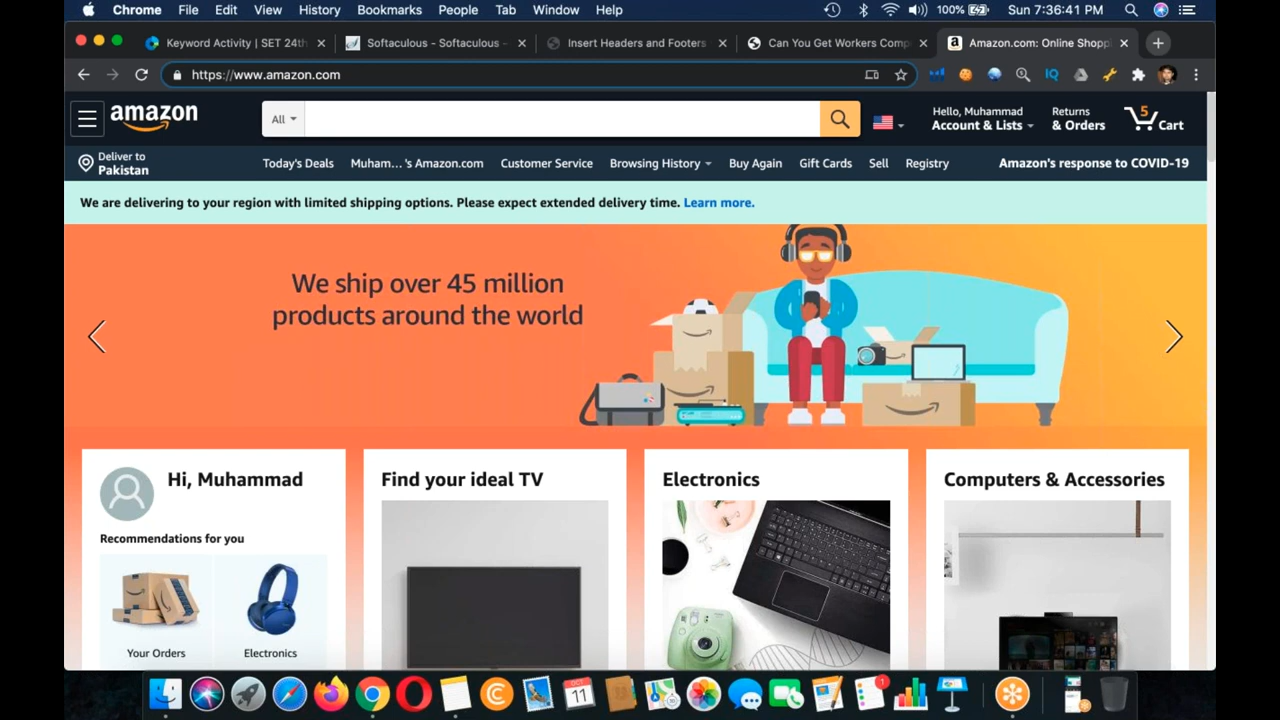 Chrome File Edit View History Bookmarks People Tab Window Help 100% Sun 7:36:41 PM
Keyword Activity | SET 24th
Softaculous - Softaculous -
Insert Headers and Footers
Can You Get Workers Comp
Amazon.com: Online Shopp
https://www.amazon.com
IQ
amazon
All
Hello, Muhammad
Account & Lists
Returns
& Orders
5
Cart
Deliver to
Pakistan
Today's Deals Muham... 's Amazon.com Customer Service Browsing History Buy Again Gift Cards Sell Registry Amazon's response to COVID-19
We are delivering to your region with limited shipping options. Please expect extended delivery time. Learn more.
We ship over 45 million
products around the world
Hi, Muhammad
Recommendations for you
Your Orders
Electronics
Find your ideal TV
Electronics
Computers & Accessories
OCT
11
1